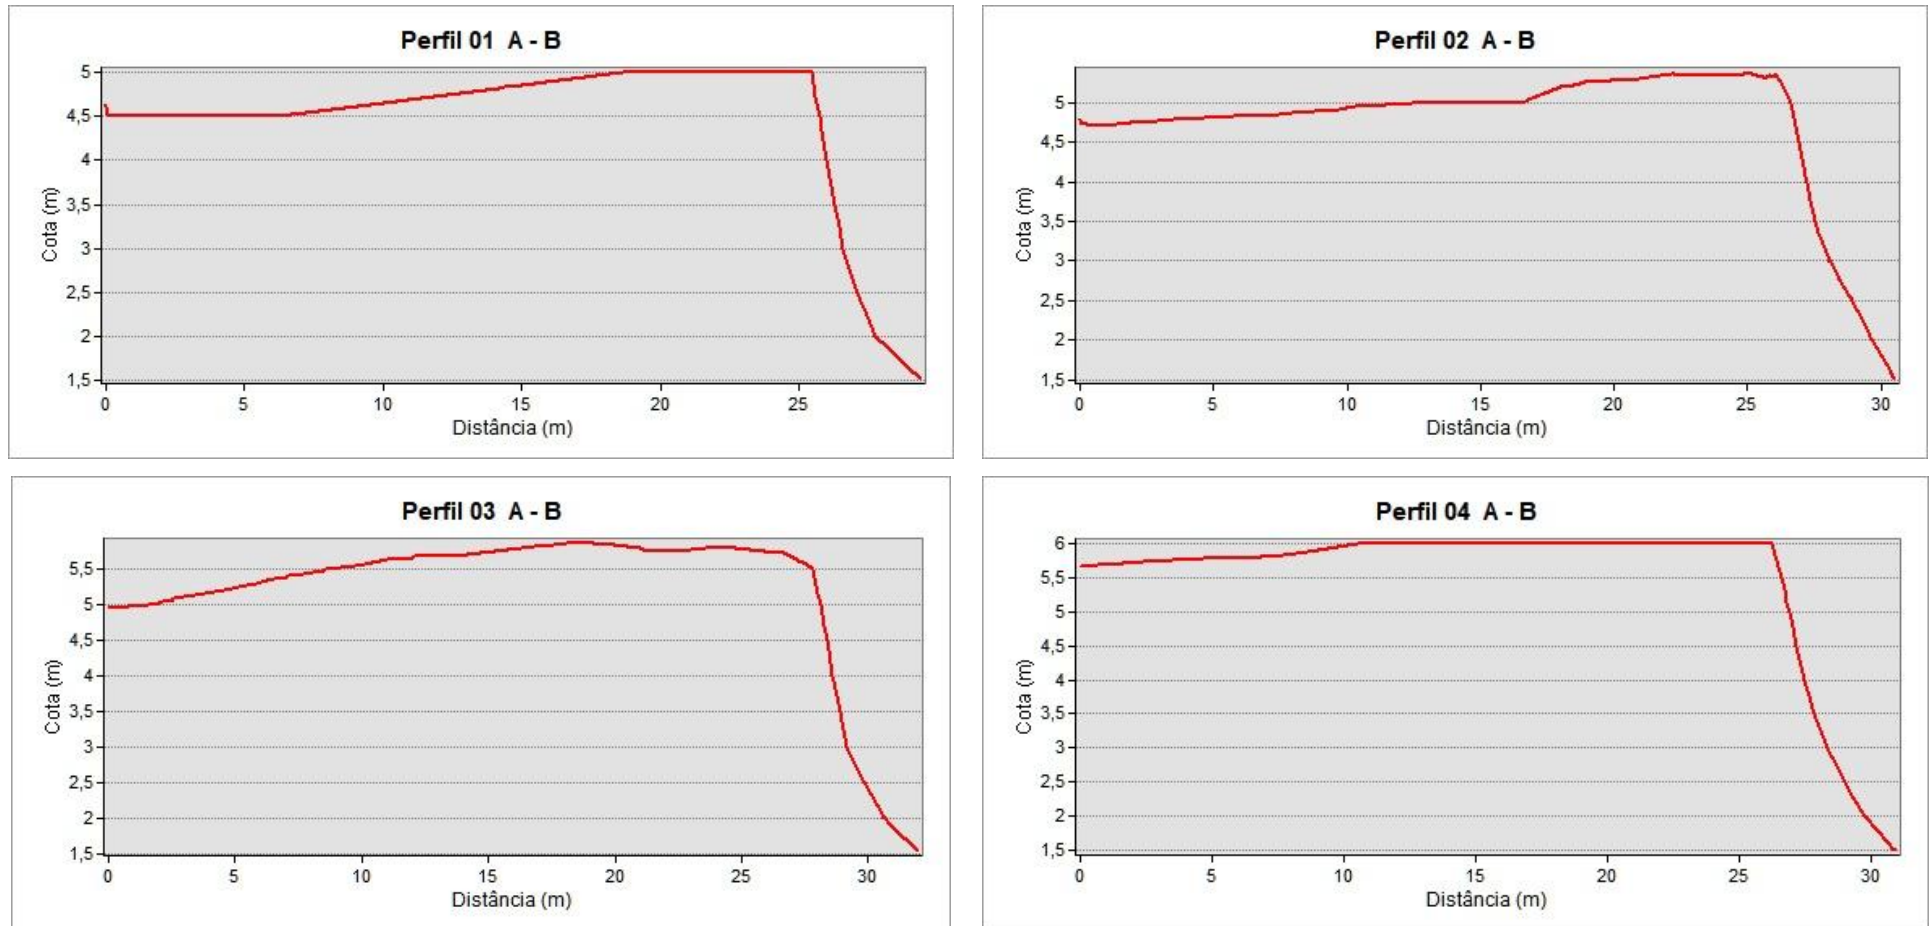 Perfil 01 A - B
5
4,5
4
3,5
3
2,5
2
1,5
Cota (m)
0 5 10 15 20 25
Distância (m)
Perfil 02 A - B
5
4,5
4
3,5
3
2,5
2
1,5
Cota (m)
0 5 10 15 20 25 30
Distância (m)
Perfil 03 A - B
5,5
5
4,5
4
3,5
3
2,5
2
1,5
Cota (m)
0 5 10 15 20 25 30
Distância (m)
Perfil 04 A - B
6
5,5
5
4,5
4
3,5
3
2,5
2
1,5
Cota (m)
0 5 10 15 20 25 30
Distância (m)